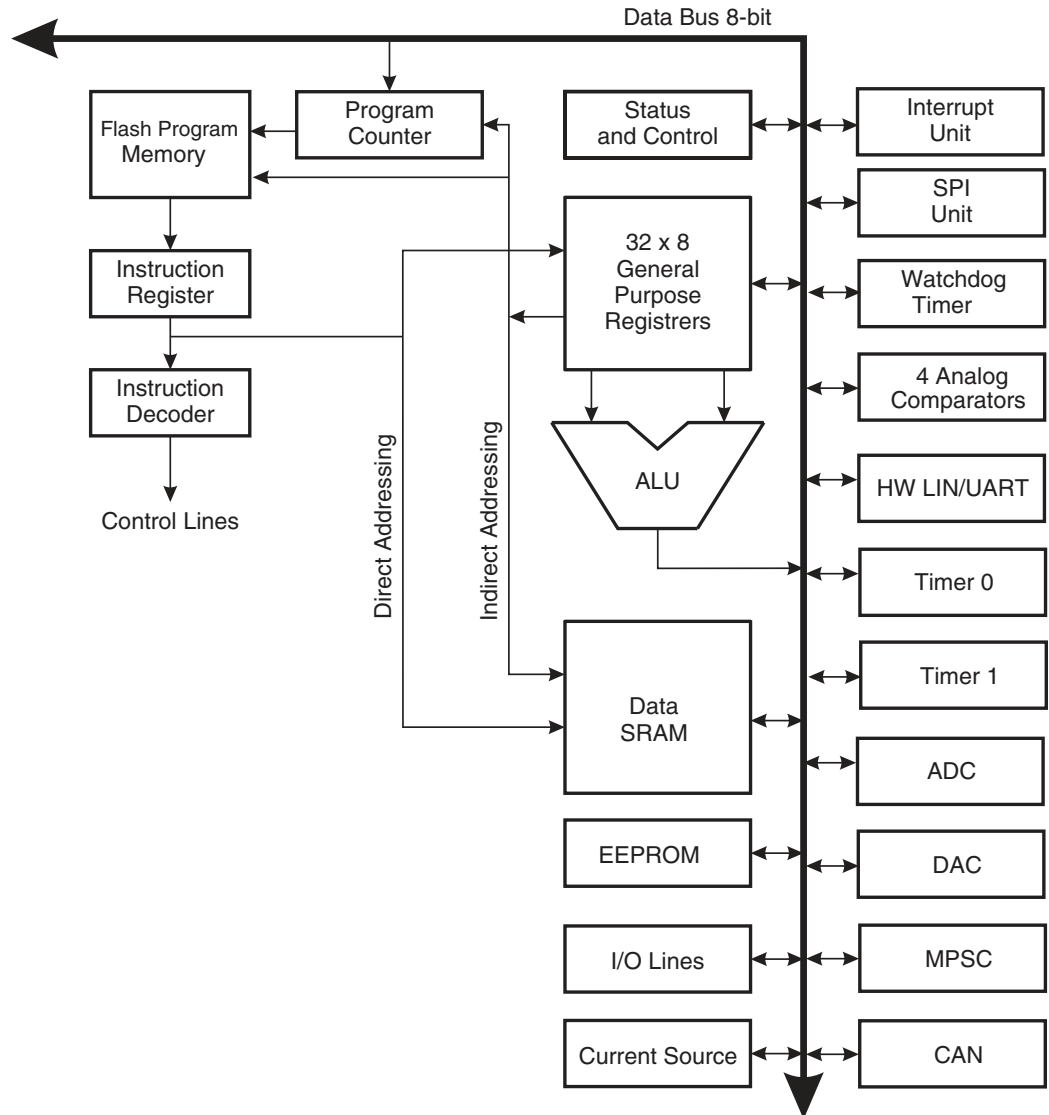 Data Bus 8-bit
Flash Program
Memory
Program
Counter
Status
and Control
Interrupt
Unit
SPI
Unit
Instruction
Register
32 x 8
General
Purpose
Registrers
Watchdog
Timer
Instruction
Decoder
4 Analog
Comparators
Control Lines
Direct Addressing
Indirect Addressing
ALU
HW LIN/UART
Timer 0
Data
SRAM
Timer 1
ADC
EEPROM
DAC
I/O Lines
MPSC
Current Source
CAN